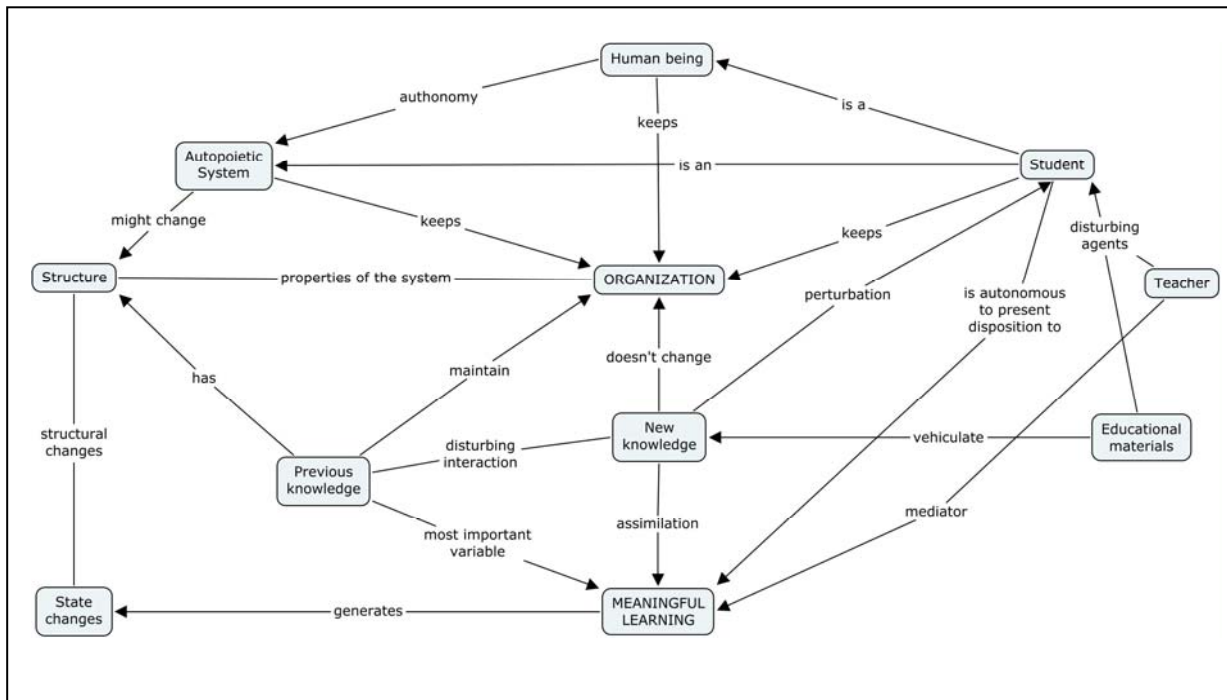 Human being
authonomy
is a
keeps
Autopoietic
System
is an
Student
might change
keeps
keeps
disturbing
agents
Structure
properties of the system
ORGANIZATION
perturbation
is autonomous
to present
disposition to
Teacher
doesn't change
has
maintain
structural
changes
disturbing
interaction
New
knowledge
vehiculate
Educational
materials
Previous
knowledge
most important
variable
assimilation
mediator
State
changes
generates
MEANINGFUL
LEARNING